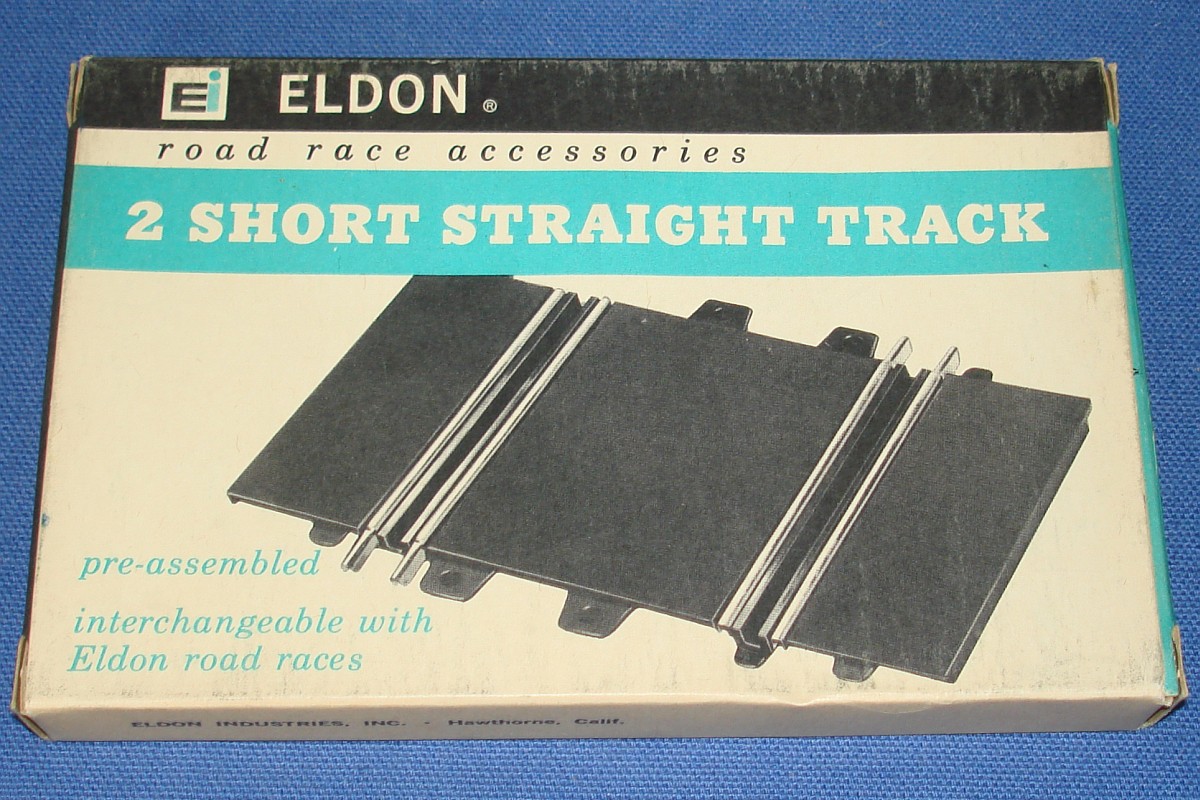 Ei ELDON®
road race accessories
2 SHORT STRAIGHT TRACK
pre-assembled
interchangeable with
Eldon road races
ELDON INDUSTRIES, INC. - Hawthorne, Calif.